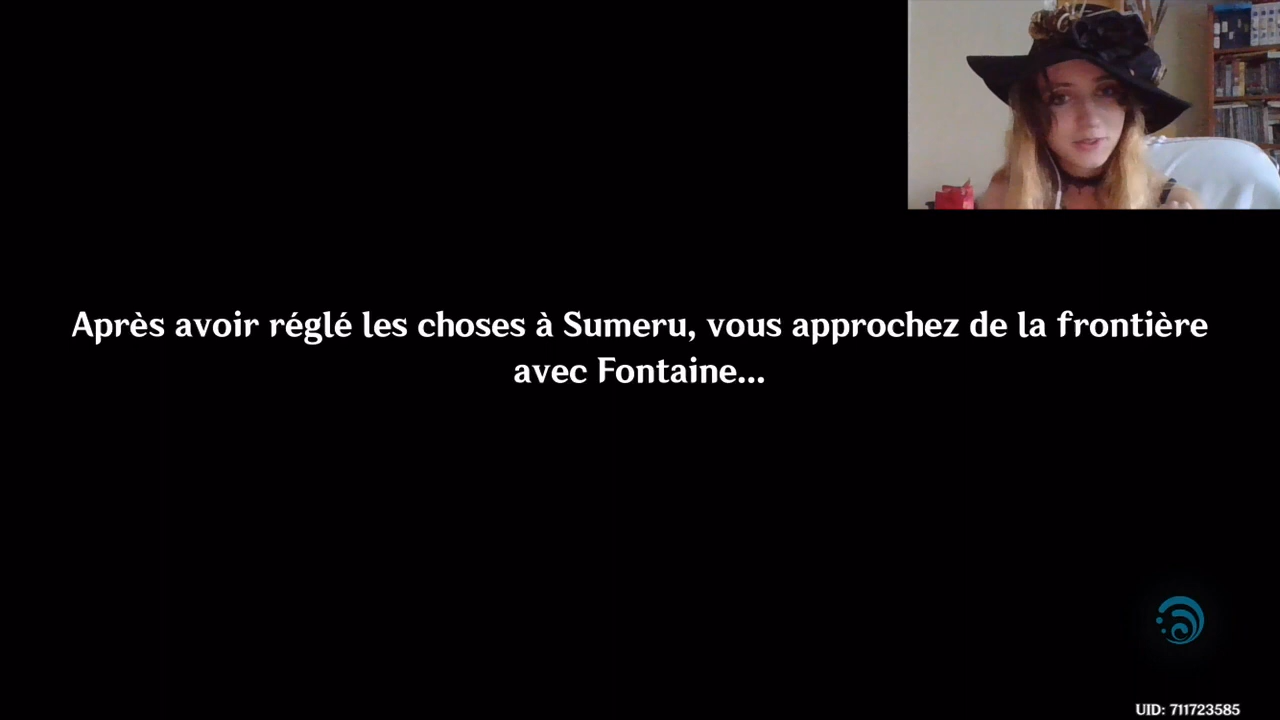 Après avoir réglé les choses à Sumeru, vous approchez de la frontière
avec Fontaine...
UID: 711723585